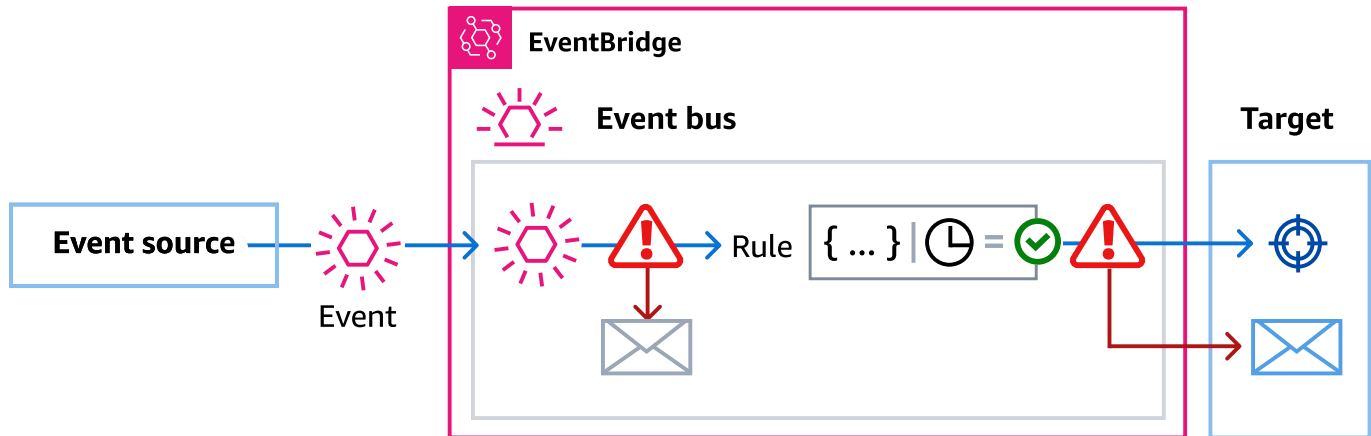 EventBridge
Event bus
Target
Event source
Event
Rule
{ ... } | =